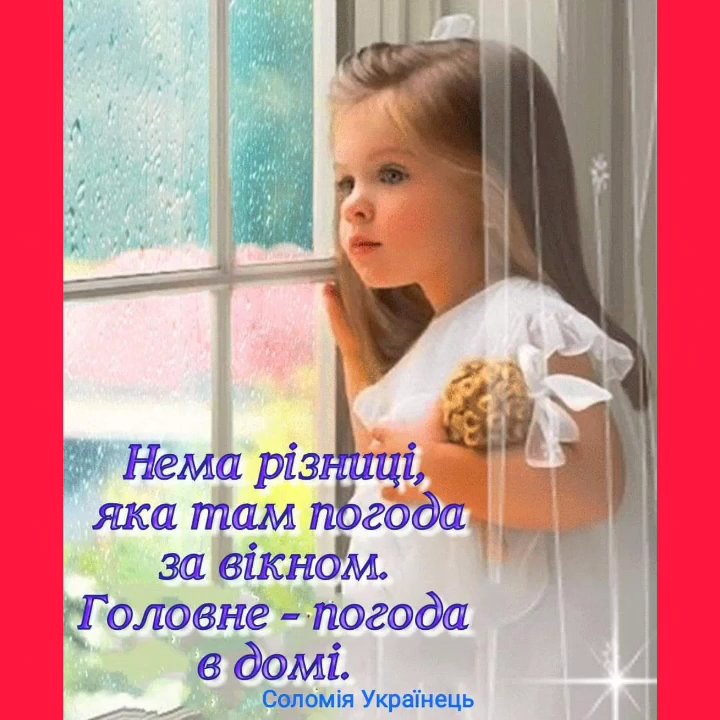 Нема різниці,
яка там погода
за вікном.
Головне - погода
в домі.
Соломія Українець